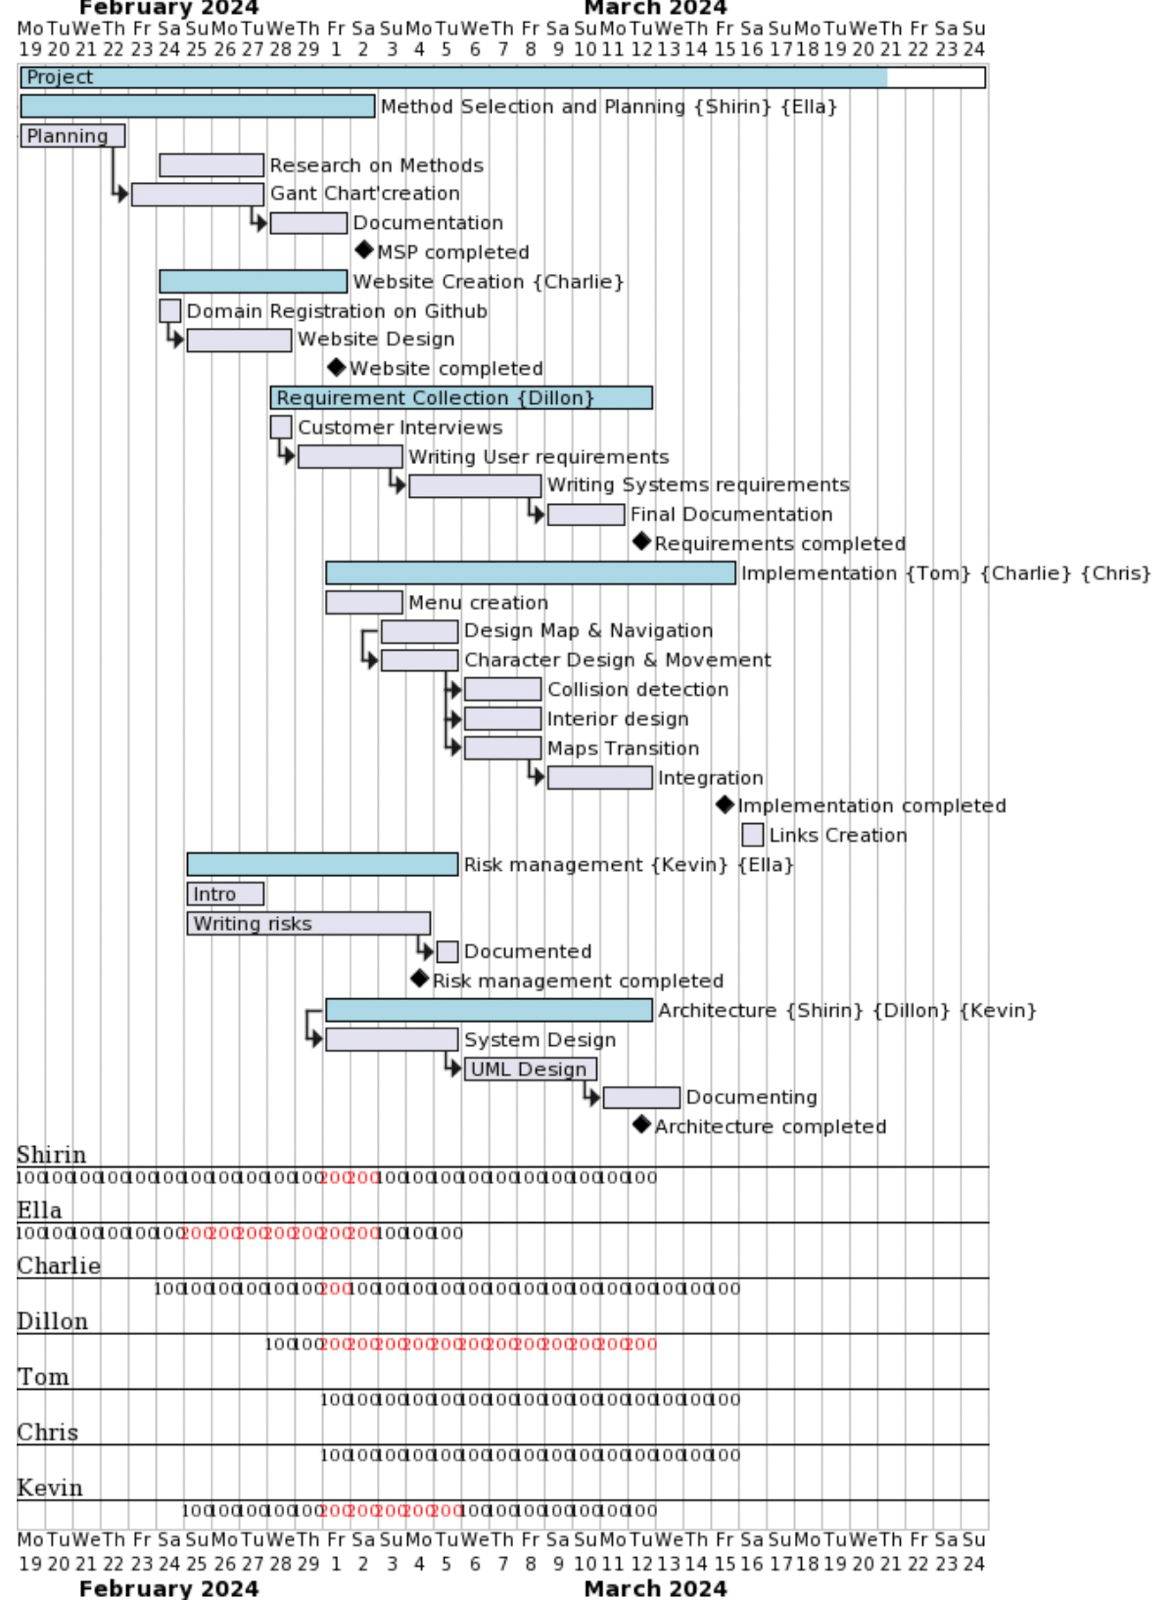 February 2024 March 2024
Mo Tu We Th Fr Sa Su Mo Tu We Th Fr Sa Su Mo Tu We Th Fr Sa Su Mo Tu We Th Fr Sa Su Mo Tu We Th Fr Sa Su
19 20 21 22 23 24 25 26 27 28 29 1 2 3 4 5 6 7 8 9 10 11 12 13 14 15 16 17 18 19 20 21 22 23 24
Project
Method Selection and Planning {Shirin} {Ella}
Planning
Research on Methods
Gant Chart'creation
Documentation
MSP completed
Website Creation {Charlie}
Domain Registration on Github
Website Design
Website completed
Requirement Collection {Dillon}
Customer Interviews
Writing User requirements
Writing Systems requirements
Final Documentation
Requirements completed
Implementation {Tom} {Charlie} {Chris}
Menu creation
Design Map & Navigation
Character Design & Movement
Collision detection
Interior design
Maps Transition
Integration
Implementation completed
Links Creation
Risk management {Kevin} {Ella}
Intro
Writing risks
Documented
Risk management completed
Architecture {Shirin} {Dillon} {Kevin}
System Design
UML Design
Documenting
Architecture completed
Shirin
100 100 100 100 100 100 100 100 100 100 100 200 200 100 100 100 100 100 100 100 100 100 100
Ella
100 100 100 100 100 100 200 200 200 200 200 200 200 100 100 100
Charlie
100 100 100 100 100 100 200 100 100 100 100 100 100 100 100 100 100 100 100 100 100
Dillon
100 100 200 200 200 200 200 200 200 200 200 200 200 200
Tom
100 100 100 100 100 100 100 100 100 100 100 100 100 100 100
Chris
100 100 100 100 100 100 100 100 100 100 100 100 100 100 100
Kevin
100 100 100 100 100 200 200 200 200 200 100 100 100 100 100 100 100
Mo Tu We Th Fr Sa Su Mo Tu We Th Fr Sa Su Mo Tu We Th Fr Sa Su Mo Tu We Th Fr Sa Su Mo Tu We Th Fr Sa Su
19 20 21 22 23 24 25 26 27 28 29 1 2 3 4 5 6 7 8 9 10 11 12 13 14 15 16 17 18 19 20 21 22 23 24
February 2024 March 2024